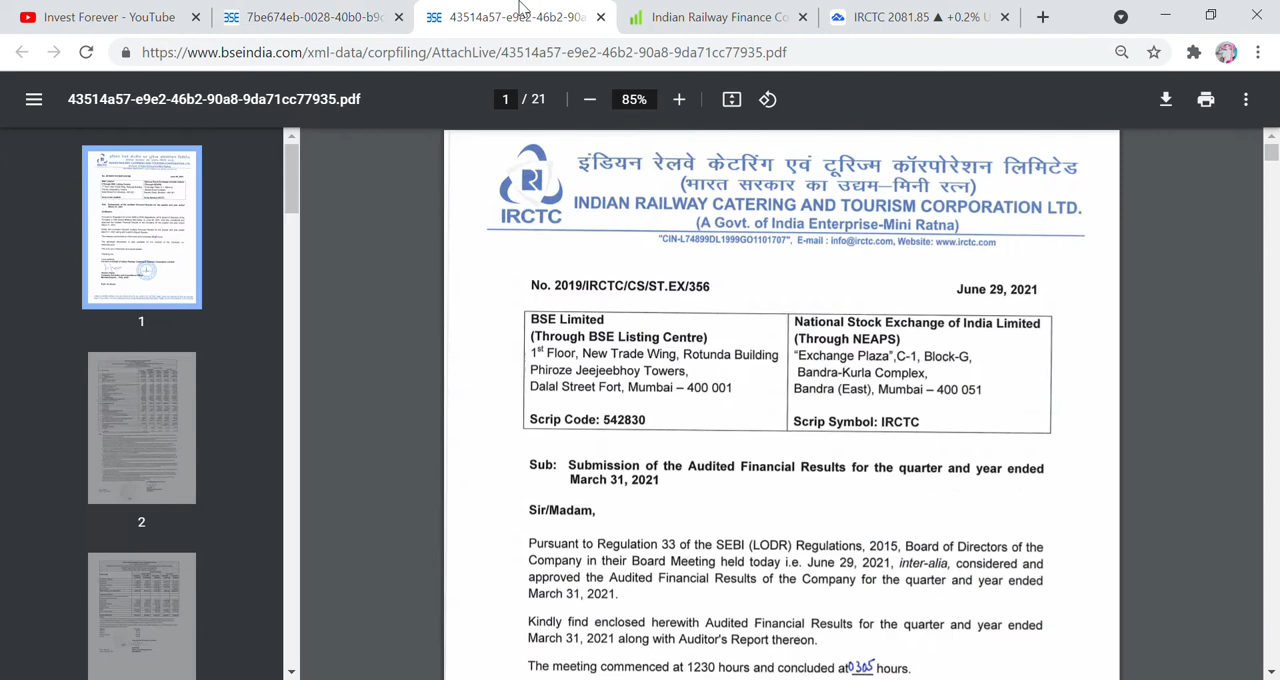 Invest Forever - YouTube
7be674eb-0028-40b0-b9
43514a57-e9e2-46b2-90a
Indian Railway Finance Co
IRCTC 2081.85 ▲ +0.2% U
https://www.bseindia.com/xml-data/corpfiling/AttachLive/43514a57-e9e2-46b2-90a8-9da71cc77935.pdf
43514a57-e9e2-46b2-90a8-9da71cc77935.pdf
1 / 21
85%
1
2
IRCTC
इंडियन रेलवे केटरिंग एवं टूरिज्म कॉरपोरेशन लिमिटेड
(भारत सरकार का उद्यम-मिनी रत्न)
INDIAN RAILWAY CATERING AND TOURISM CORPORATION LTD.
(A Govt. of India Enterprise-Mini Ratna)
"CIN-L74899DL1999GO1101707", E-mail : info@irctc.com, Website: www.irctc.com
No. 2019/IRCTC/CS/ST.EX/356
June 29, 2021
BSE Limited
(Through BSE Listing Centre)
1st Floor, New Trade Wing, Rotunda Building
Phiroze Jeejeebhoy Towers,
Dalal Street Fort, Mumbai – 400 001
Scrip Code: 542830
National Stock Exchange of India Limited
(Through NEAPS)
"Exchange Plaza",C-1, Block-G,
Bandra-Kurla Complex,
Bandra (East), Mumbai – 400 051
Scrip Symbol: IRCTC
Sub: Submission of the Audited Financial Results for the quarter and year ended
March 31, 2021
Sir/Madam,
Pursuant to Regulation 33 of the SEBI (LODR) Regulations, 2015, Board of Directors of the
Company in their Board Meeting held today i.e. June 29, 2021, inter-alia, considered and
approved the Audited Financial Results of the Company for the quarter and year ended
March 31, 2021.
Kindly find enclosed herewith Audited Financial Results for the quarter and year ended
March 31, 2021 along with Auditor's Report thereon.
The meeting commenced at 1230 hours and concluded at 0305 hours.